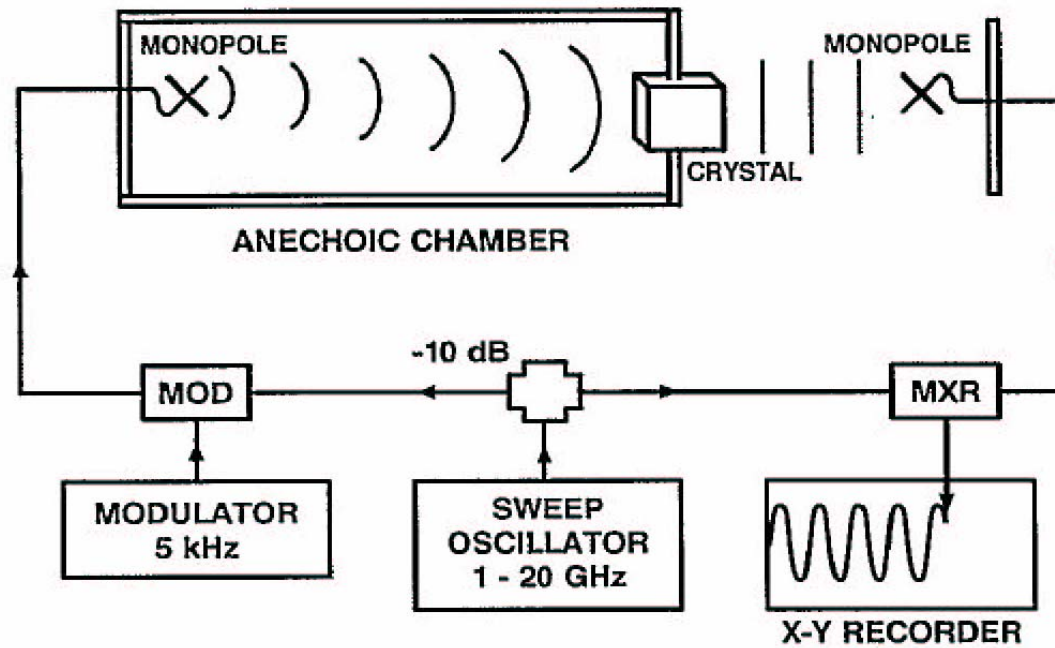 MONOPOLE
MONOPOLE
CRYSTAL
ANECHOIC CHAMBER
-10 dB
MOD
MXR
MODULATOR
5 kHz
SWEEP
OSCILLATOR
1 - 20 GHz
X-Y RECORDER